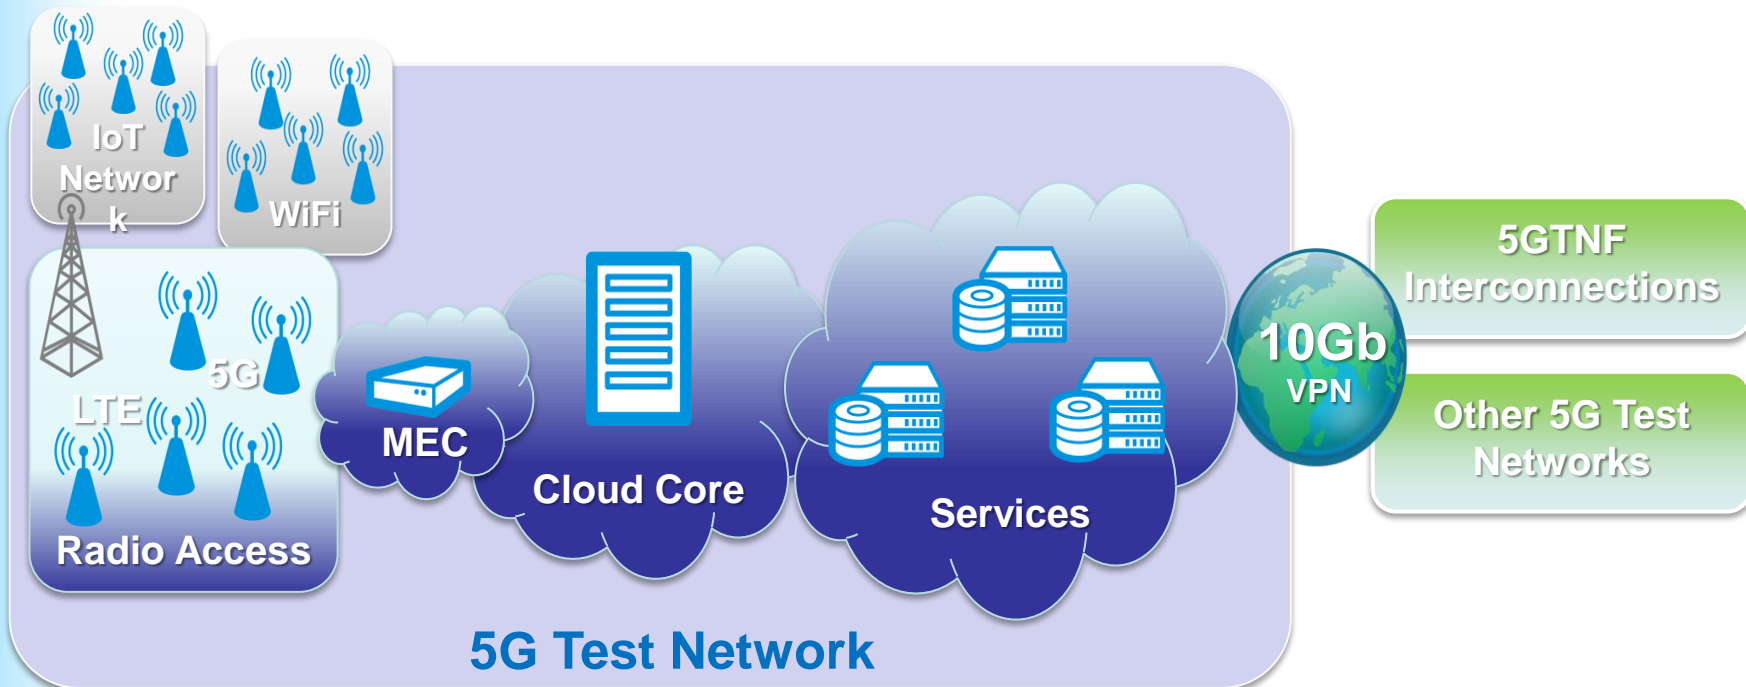 IoT
Networ
k
WiFi
5G
LTE
Radio Access
MEC
Cloud Core
Services
10Gb
VPN
5GTNF
Interconnections
Other 5G Test
Networks
5G Test Network